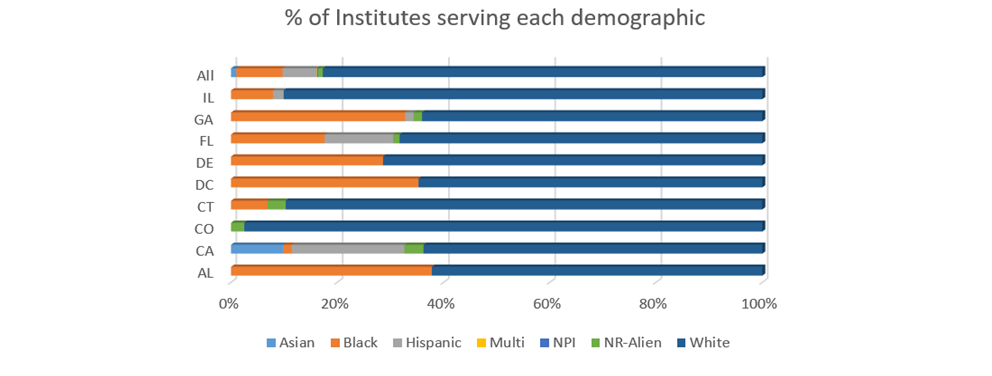 % of Institutes serving each demographic
All
IL
GA
FL
DE
DC
CT
CO
CA
AL
0% 20% 40% 60% 80% 100%
Asian Black Hispanic Multi NPI NR-Alien White